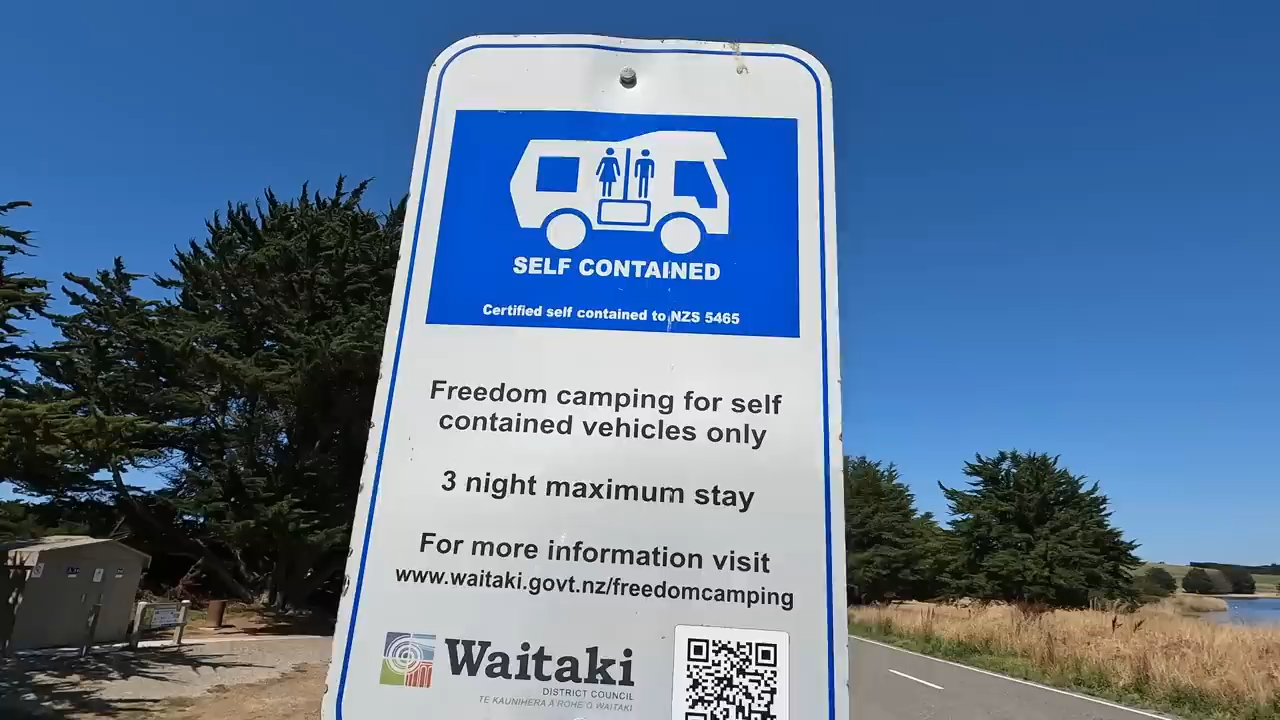 SELF CONTAINED
Certified self contained to NZS 5465
Freedom camping for self
contained vehicles only
3 night maximum stay
For more information visit
www.waitaki.govt.nz/freedomcamping
Waitaki
DISTRICT COUNCIL
TE KAUNIHERA Ā ROHE O WAITAKI